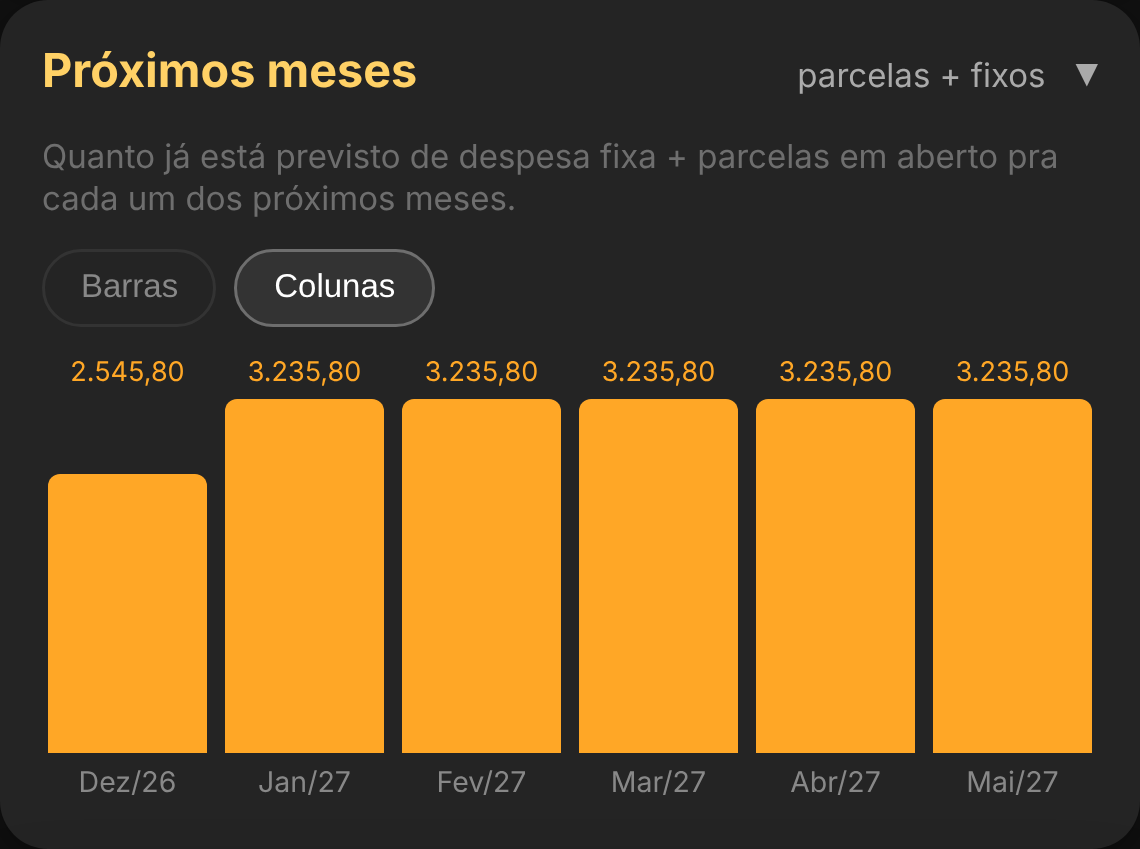 Próximos meses
parcelas + fixos ▼
Quanto já está previsto de despesa fixa + parcelas em aberto pra
cada um dos próximos meses.
Barras Colunas
2.545,80 3.235,80 3.235,80 3.235,80 3.235,80 3.235,80
Dez/26 Jan/27 Fev/27 Mar/27 Abr/27 Mai/27